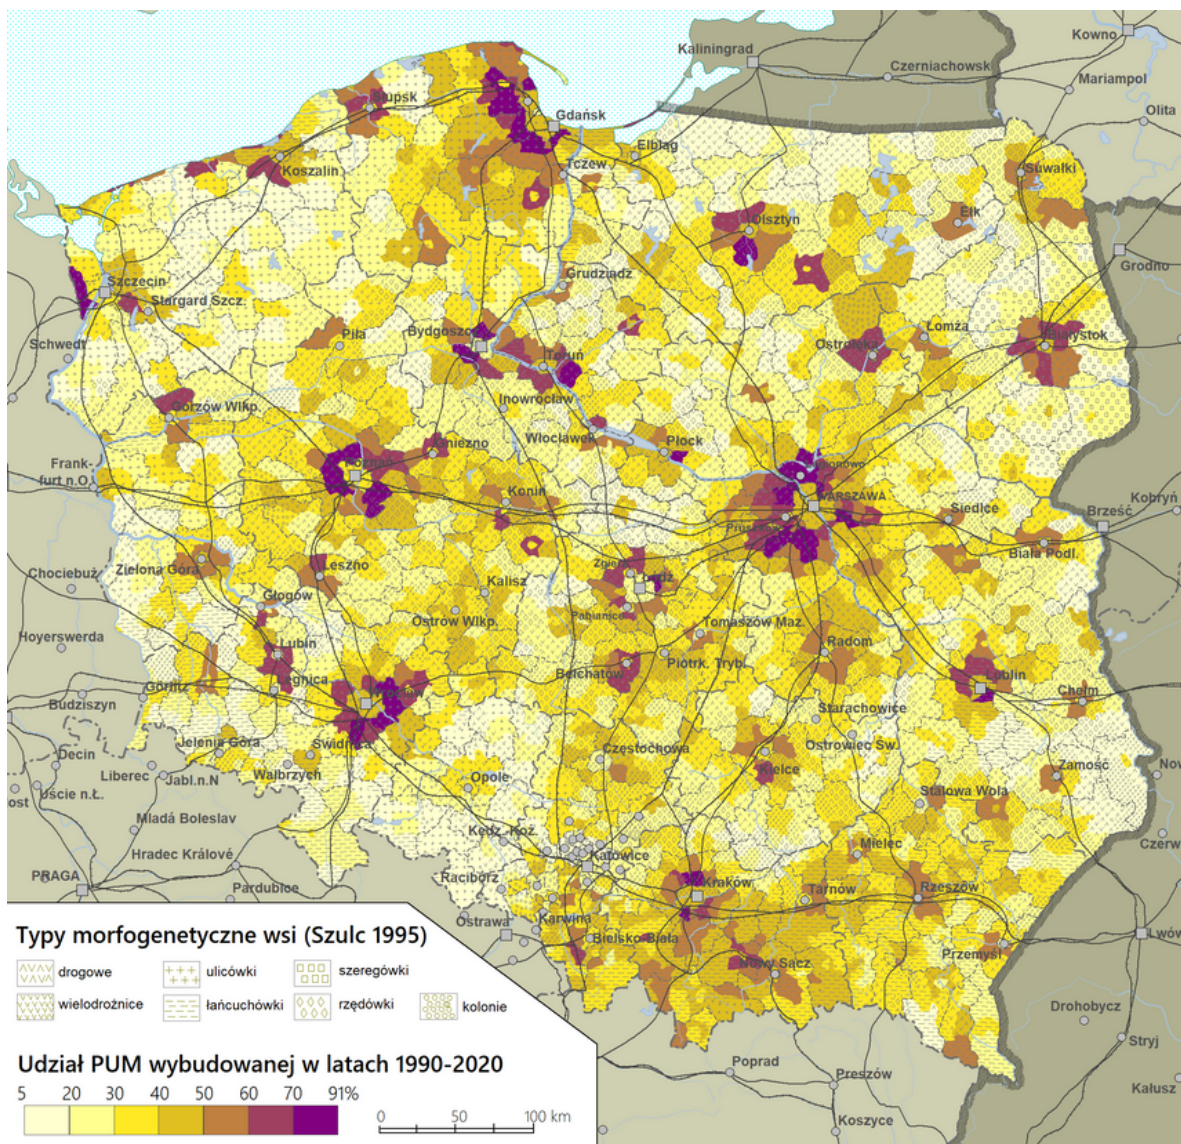 Kowno
Kaliningrad
Czerniachowsk
Mariampol
Olita
Słupsk
Gdańsk
Elbląg
Koszalin
Tczew
Suwałki
Ełk
Olsztyn
Grodno
Szczecin
Grudziądz
Stargard Szcz.
Łomża
Schwedt
Piła
Bydgoszcz
Ostrołęka
Białystok
Toruń
Inowrocław
Gorzów Wlkp.
Włocławek
Płock
Gniezno
Frank-
furt n.O.
Poznań
WARSZAWA
Konin
Kobryń
Siedlce
Brześć
Pruszków
Biała Podl.
Zielona Góra
Leszno
Zgierz
Łódź
Chociebuż
Kalisz
Głogów
Pabianice
Hoyerswerda
Ostrów Wlkp.
Tomaszów Maz.
Lubin
Radom
Bełchatów
Piotrk. Tryb.
Lublin
Legnica
Görlitz
Wrocław
Chełm
Budziszyn
Starachowice
Jelenia Góra
Świdnica
Ostrowiec Św.
Decin
Częstochowa
Liberec
Jabl.n.N
Wałbrzych
Kielce
Zamość
Opole
Uście n.Ł.
Stalowa Wola
Mladá Boleslav
Kędz.-Koź.
Mielec
Hradec Králové
Katowice
PRAGA
Racibórz
Kraków
Tarnów
Rzeszów
Pardubice
Ostrawa
Karwina
Bielsko-Biała
Nowy Sącz
Przemyśl
Lwów
Drohobycz
Stryj
Poprad
Preszów
Kałusz
Koszyce
Typy morfogenetyczne wsi (Szulc 1995)
drogowe
ulicówki
szeregówki
wielodrożnice
łańcuchówki
rzędówki
kolonie
Udział PUM wybudowanej w latach 1990-2020
5 20 30 40 50 60 70 91%
0 50 100 km